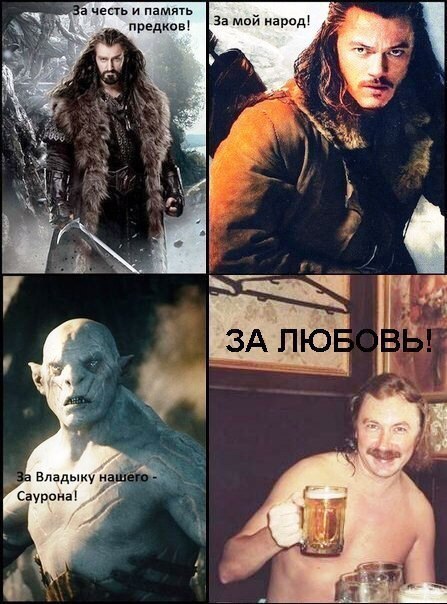 За честь и память
предков!
За мой народ!
За Владыку нашего -
Саурона!
ЗА ЛЮБОВЬ!